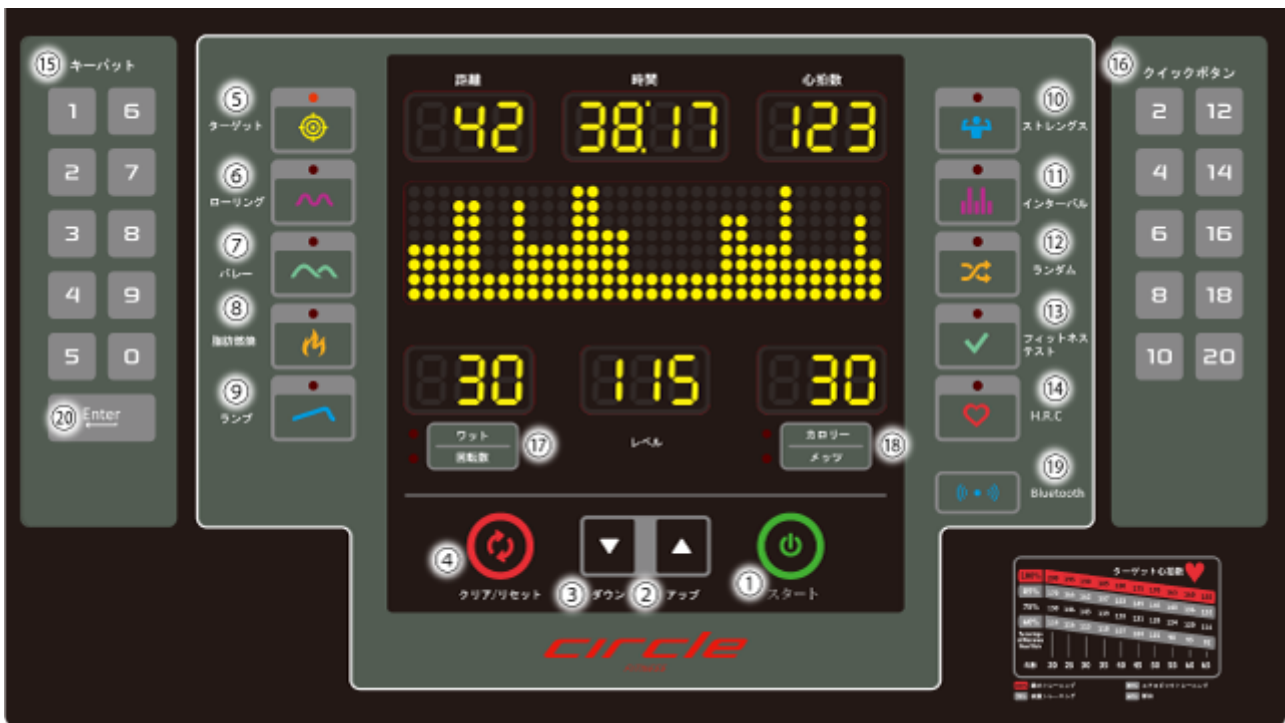 ⑮ キーパット
1 6
2 7
3 8
4 9
5 0
⑳ Enter
⑤
ターゲット
⑥
ローリング
⑦
バレー
⑧
脂肪燃焼
⑨
ランプ
距離 時間 心拍数
42 38:17 123
30 115 30
ワット
回転数
⑰
レベル
カロリー
メッツ
⑱
④ ③ ② ①
クリア/リセット ダウン アップ スタート
circle
⑩
ストレングス
⑪
インターバル
⑫
ランダム
⑬
フィットネス
テスト
⑭
H.R.C
⑲
Bluetooth
⑯ クイックボタン
2 12
4 14
6 16
8 18
10 20
ターゲット心拍数
100%
70%
60%
20 25 30 35 40 45 50 55 60 65